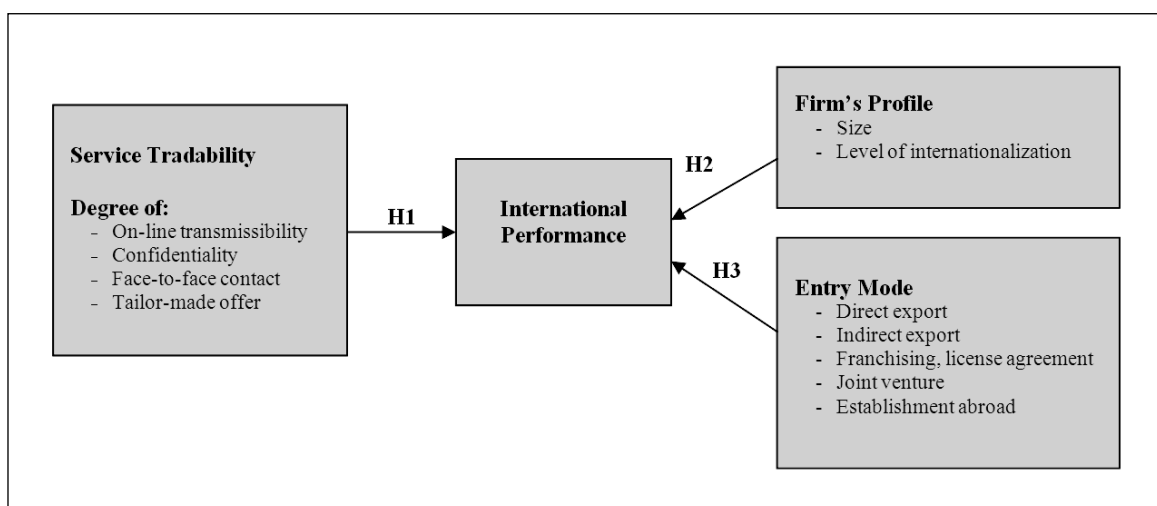 Service Tradability
Degree of:
- On-line transmissibility
- Confidentiality
- Face-to-face contact
- Tailor-made offer
H1
International
Performance
H2
H3
Firm's Profile
- Size
- Level of internationalization
Entry Mode
- Direct export
- Indirect export
- Franchising, license agreement
- Joint venture
- Establishment abroad